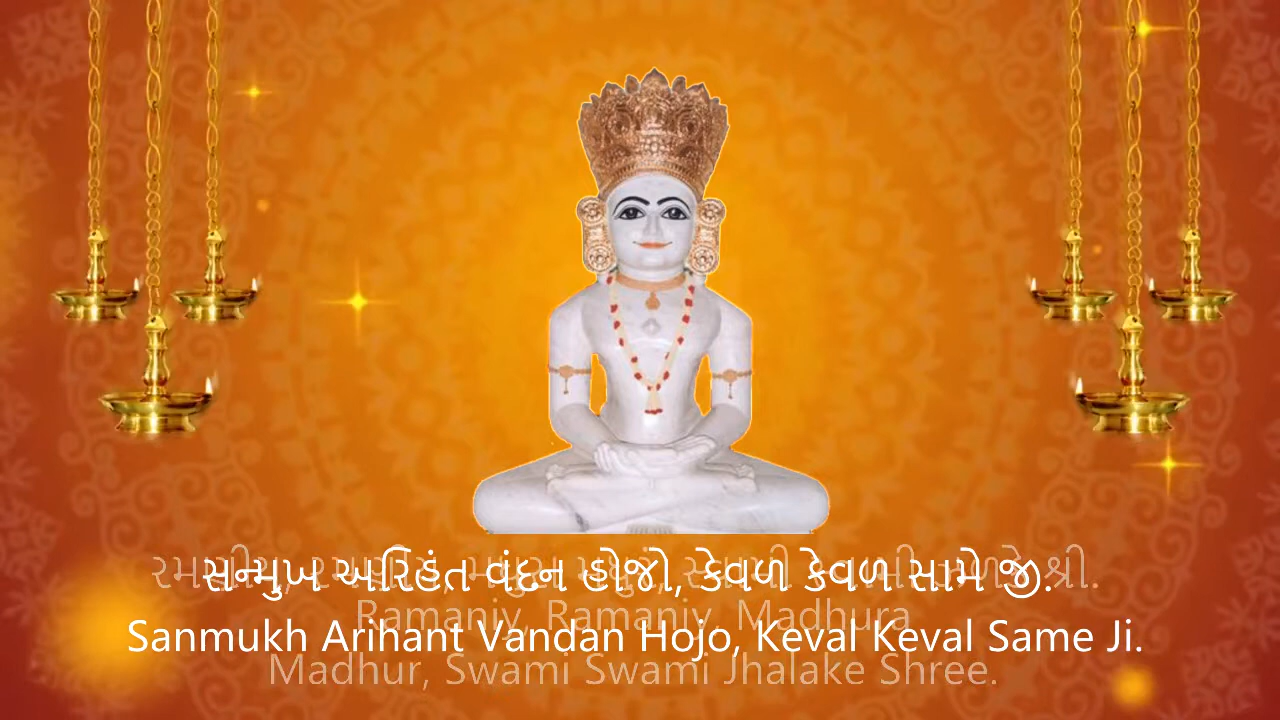 સન્મુખ અરિહંત વંદન હોજો, કેવળ કેવળ સામે જી.
Ramaniy, Ramaniy, Madhura
Sanmukh Arihant Vandan Hojo, Keval Keval Same Ji.
Madhur, Swami Swami Jhalake Shree.